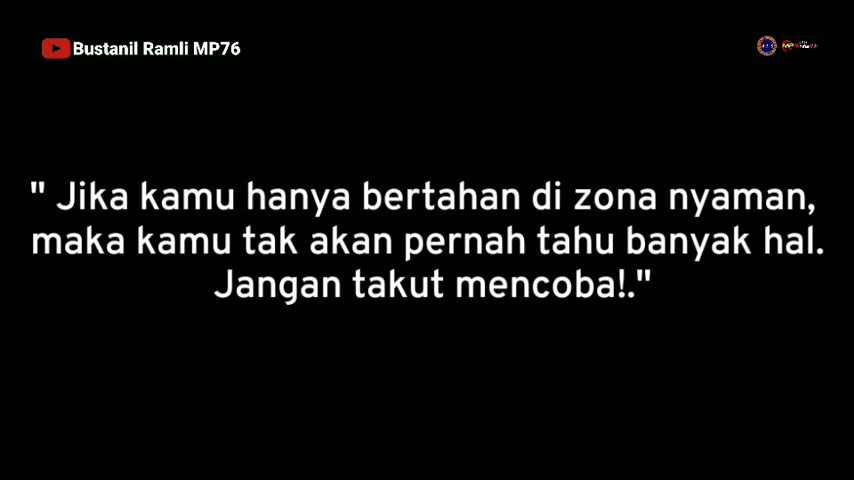 Bustanil Ramli MP76
" Jika kamu hanya bertahan di zona nyaman,
maka kamu tak akan pernah tahu banyak hal.
Jangan takut mencoba!."